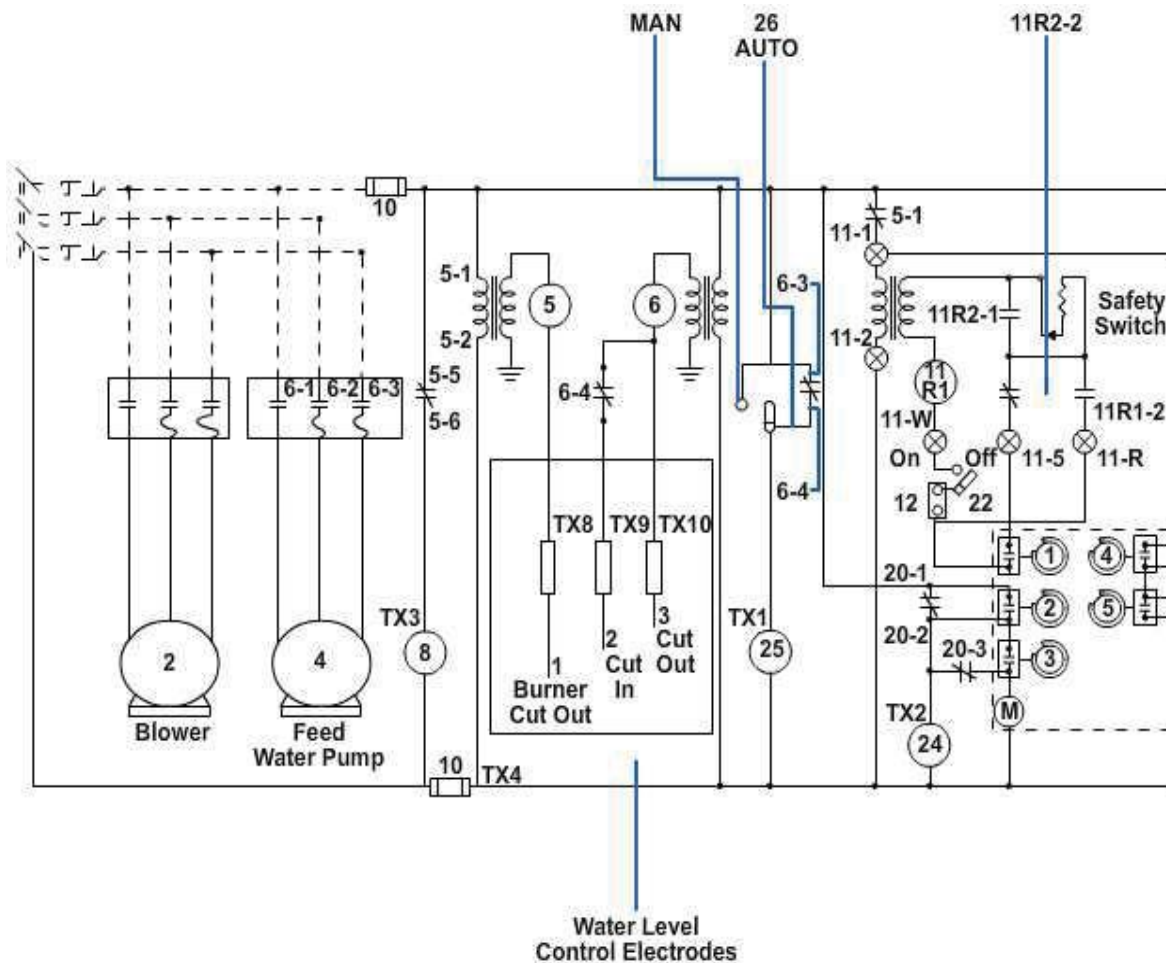 MAN
26
AUTO
11R2-2
10
5-1
11-1
5-1
6-3
5-2
5
6
11R2-1
Safety
Switch
11-2
6-1
6-2
6-3
5-5
5-6
6-4
11
R1
11R1-2
11-W
On
Off
11-5
11-R
6-4
12
22
TX8
TX9
TX10
20-1
1
4
TX3
8
TX1
25
20-2
2
5
20-3
3
2
4
1
Burner
Cut Out
2
Cut
In
3
Cut
Out
Blower
Feed
Water Pump
TX2
24
M
10
TX4
Water Level
Control Electrodes